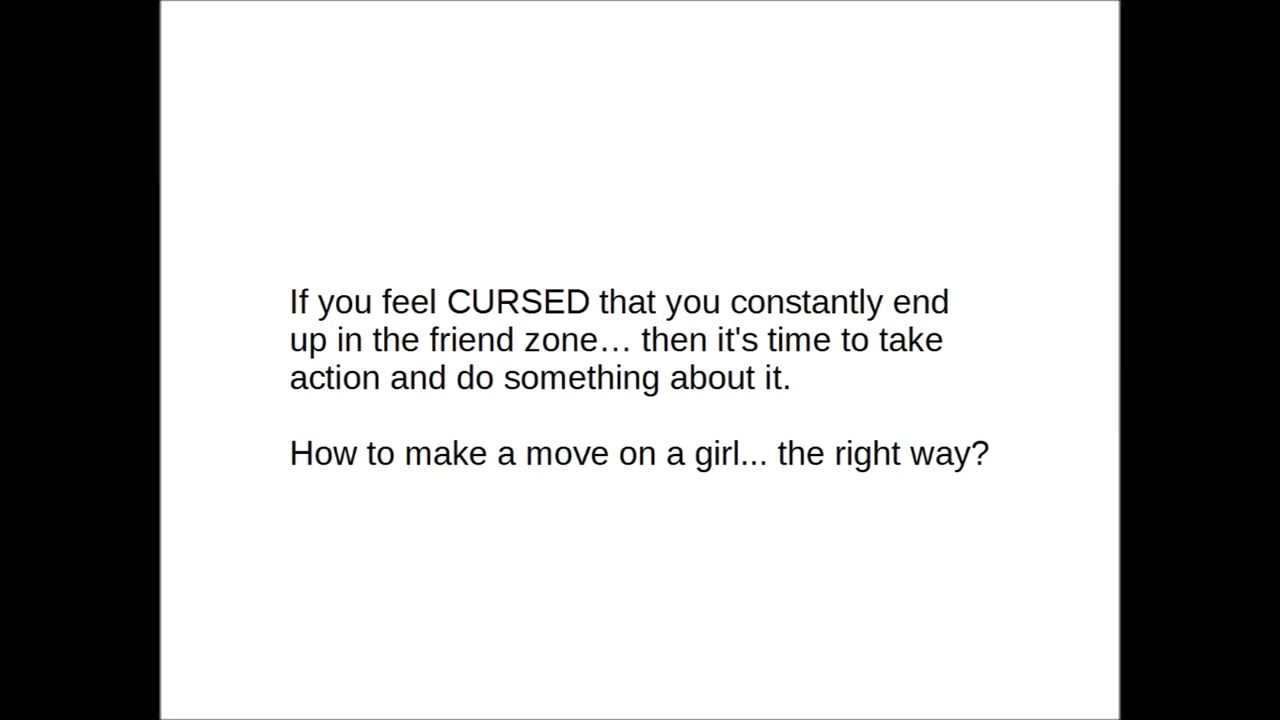 If you feel CURSED that you constantly end
up in the friend zone… then it's time to take
action and do something about it.
How to make a move on a girl... the right way?